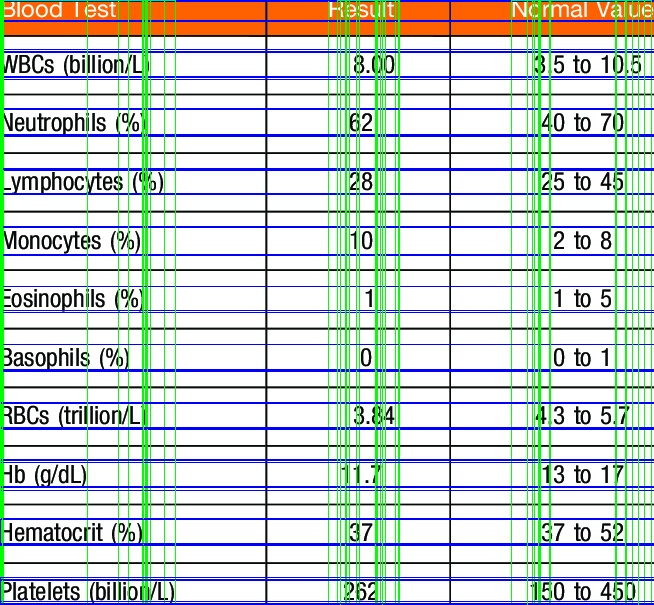 Blood Test Result Normal Value
WBCs (billion/L) 8.00 3.5 to 10.5
Neutrophils (%) 62 40 to 70
Lymphocytes (%) 28 25 to 45
Monocytes (%) 10 2 to 8
Eosinophils (%) 1 1 to 5
Basophils (%) 0 0 to 1
RBCs (trillion/L) 3.84 4.3 to 5.7
Hb (g/dL) 11.7 13 to 17
Hematocrit (%) 37 37 to 52
Platelets (billion/L) 262 150 to 450